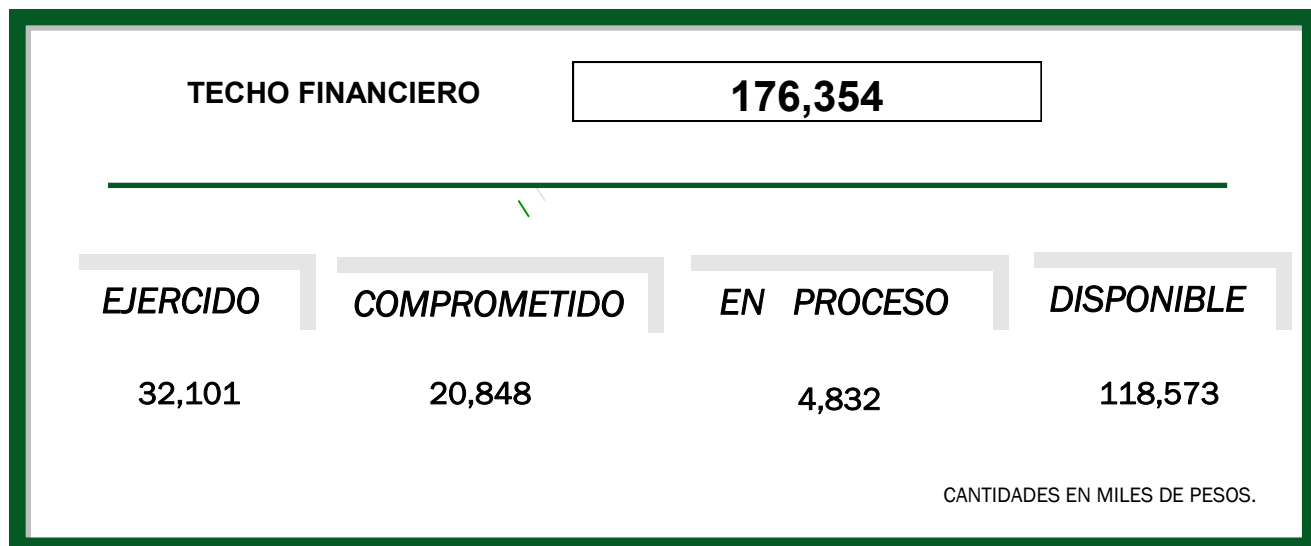 TECHO FINANCIERO 176,354
EJERCIDO COMPROMETIDO EN PROCESO DISPONIBLE
32,101 20,848 4,832 118,573
CANTIDADES EN MILES DE PESOS.